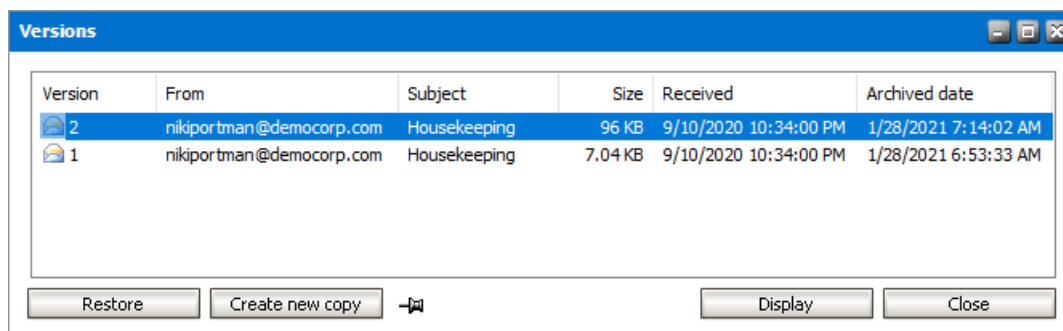 Versions
Version From Subject Size Received Archived date
2 nikiportman@democorp.com Housekeeping 96 KB 9/10/2020 10:34:00 PM 1/28/2021 7:14:02 AM
1 nikiportman@democorp.com Housekeeping 7.04 KB 9/10/2020 10:34:00 PM 1/28/2021 6:53:33 AM
Restore Create new copy Display Close